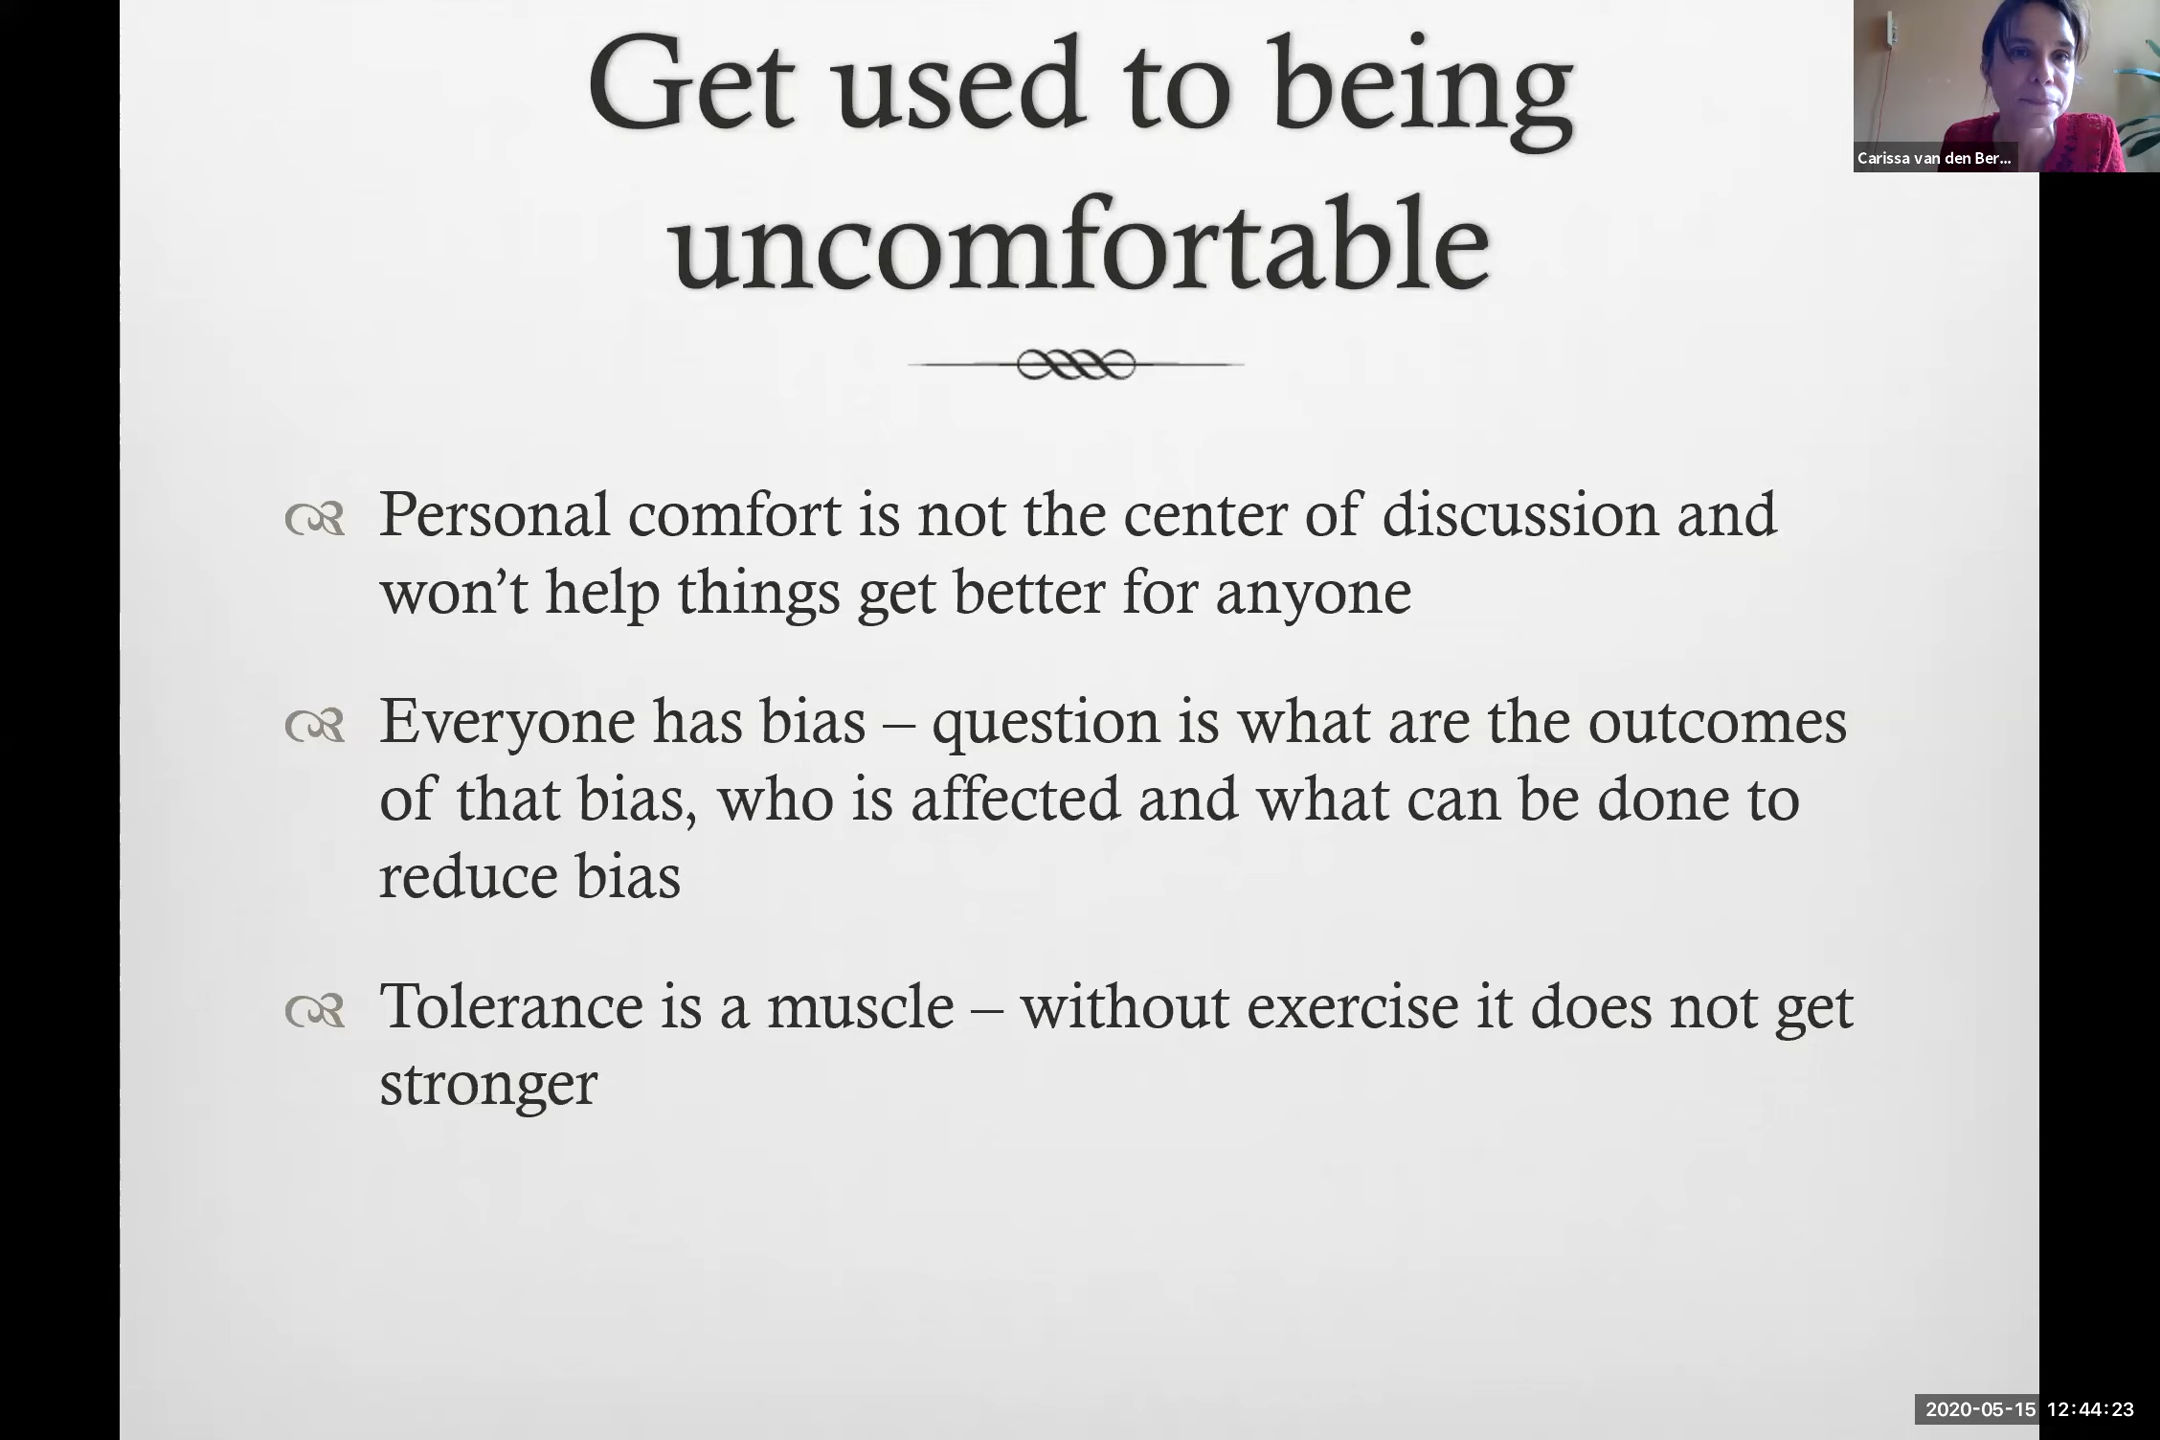 Get used to being
uncomfortable
Carissa van den Ber...
Personal comfort is not the center of discussion and
won’t help things get better for anyone
Everyone has bias – question is what are the outcomes
of that bias, who is affected and what can be done to
reduce bias
Tolerance is a muscle – without exercise it does not get
stronger
2020-05-15 12:44:23